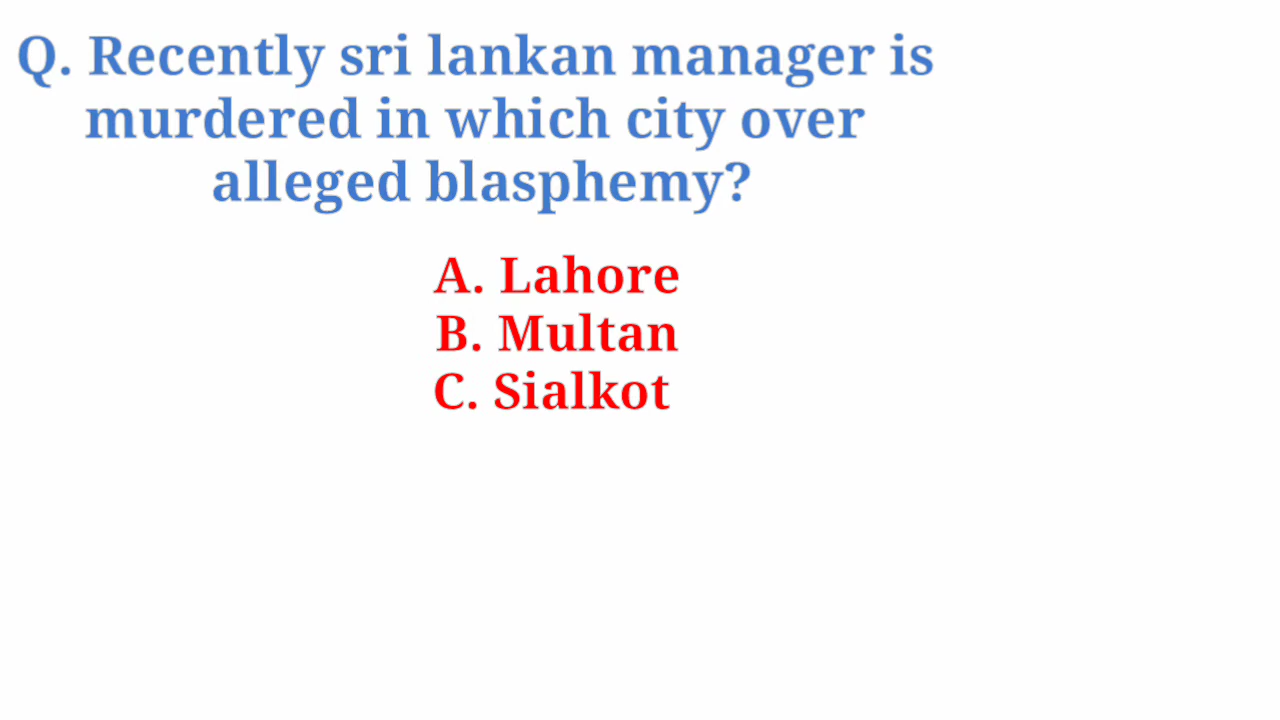 Q. Recently sri lankan manager is
murdered in which city over
alleged blasphemy?
A. Lahore
B. Multan
C. Sialkot